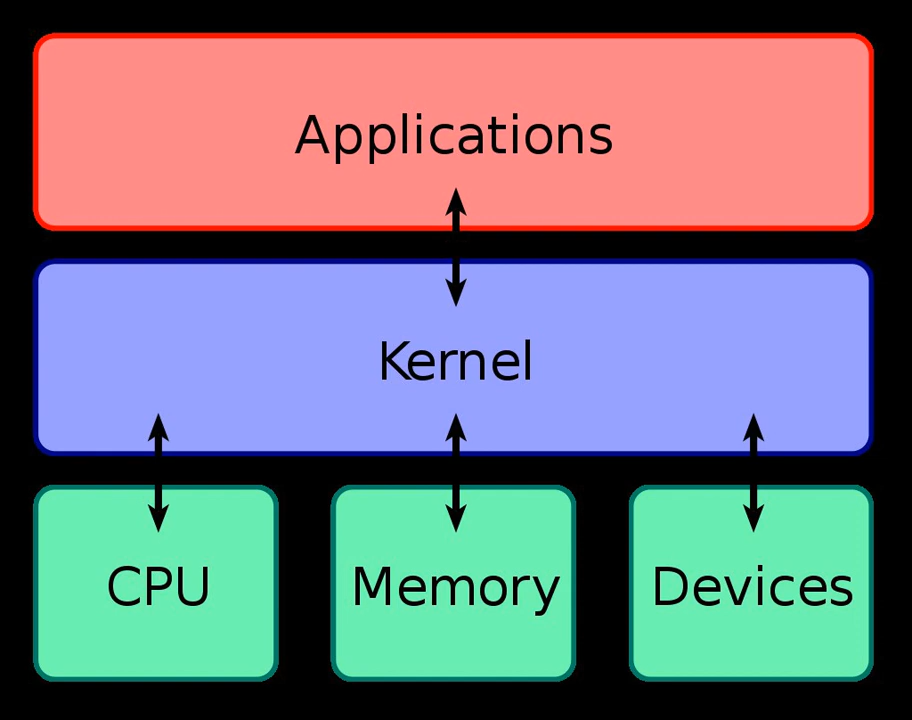 Applications
Kernel
CPU
Memory
Devices